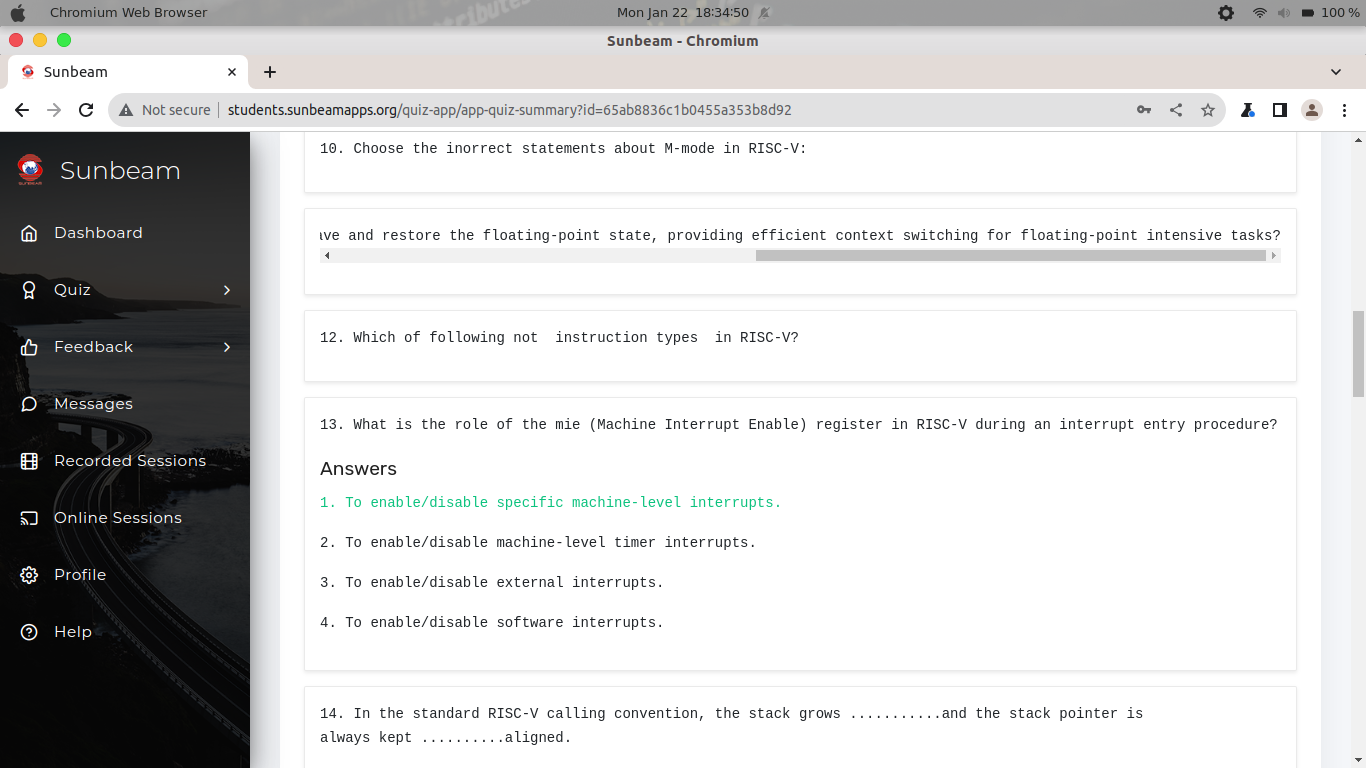 Chromium Web Browser
Mon Jan 22 18:34:50
100 %
Sunbeam - Chromium
Sunbeam
Not secure
students.sunbeamapps.org/quiz-app/app-quiz-summary?id=65ab8836c1b0455a353b8d92
Sunbeam
Dashboard
Quiz
Feedback
Messages
Recorded Sessions
Online Sessions
Profile
Help
10. Choose the inorrect statements about M-mode in RISC-V:
and restore the floating-point state, providing efficient context switching for floating-point intensive tasks?
12. Which of following not  instruction types  in RISC-V?
13. What is the role of the mie (Machine Interrupt Enable) register in RISC-V during an interrupt entry procedure?
Answers
1. To enable/disable specific machine-level interrupts.
2. To enable/disable machine-level timer interrupts.
3. To enable/disable external interrupts.
4. To enable/disable software interrupts.
14. In the standard RISC-V calling convention, the stack grows ...........and the stack pointer is
always kept ..........aligned.